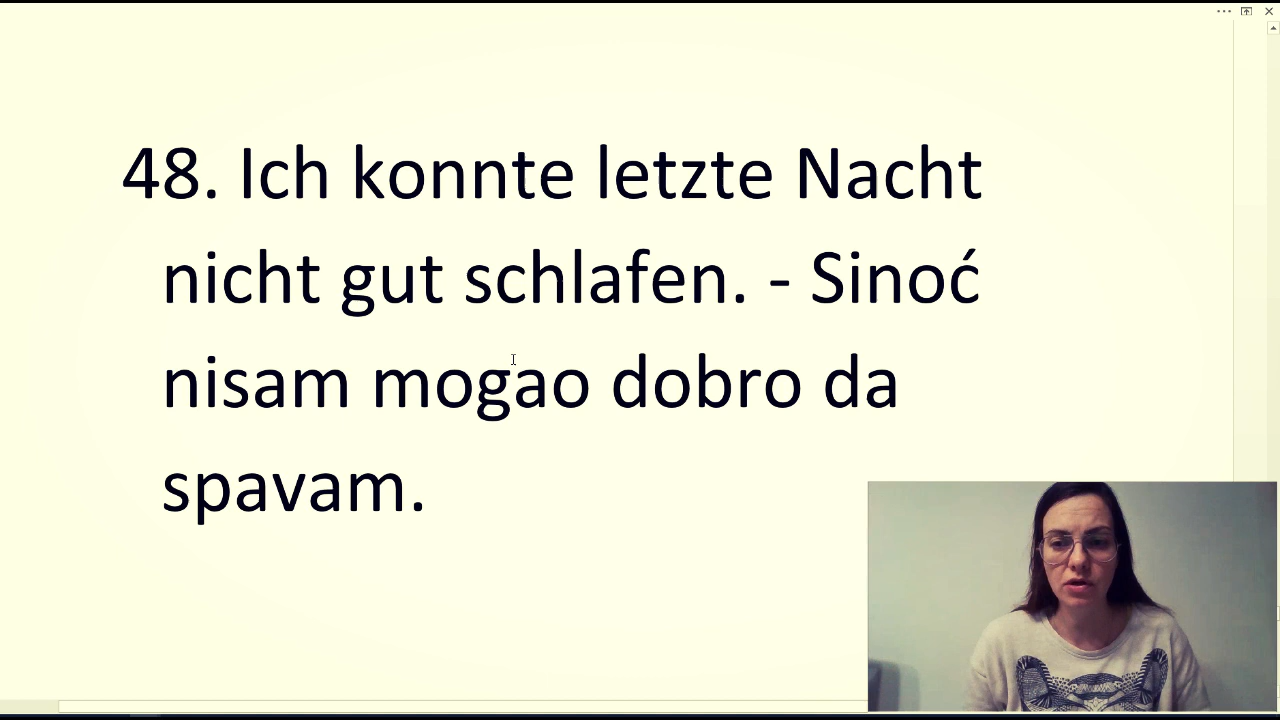 48. Ich konnte letzte Nacht
nicht gut schlafen. - Sinoć
nisam mogao dobro da
spavam.